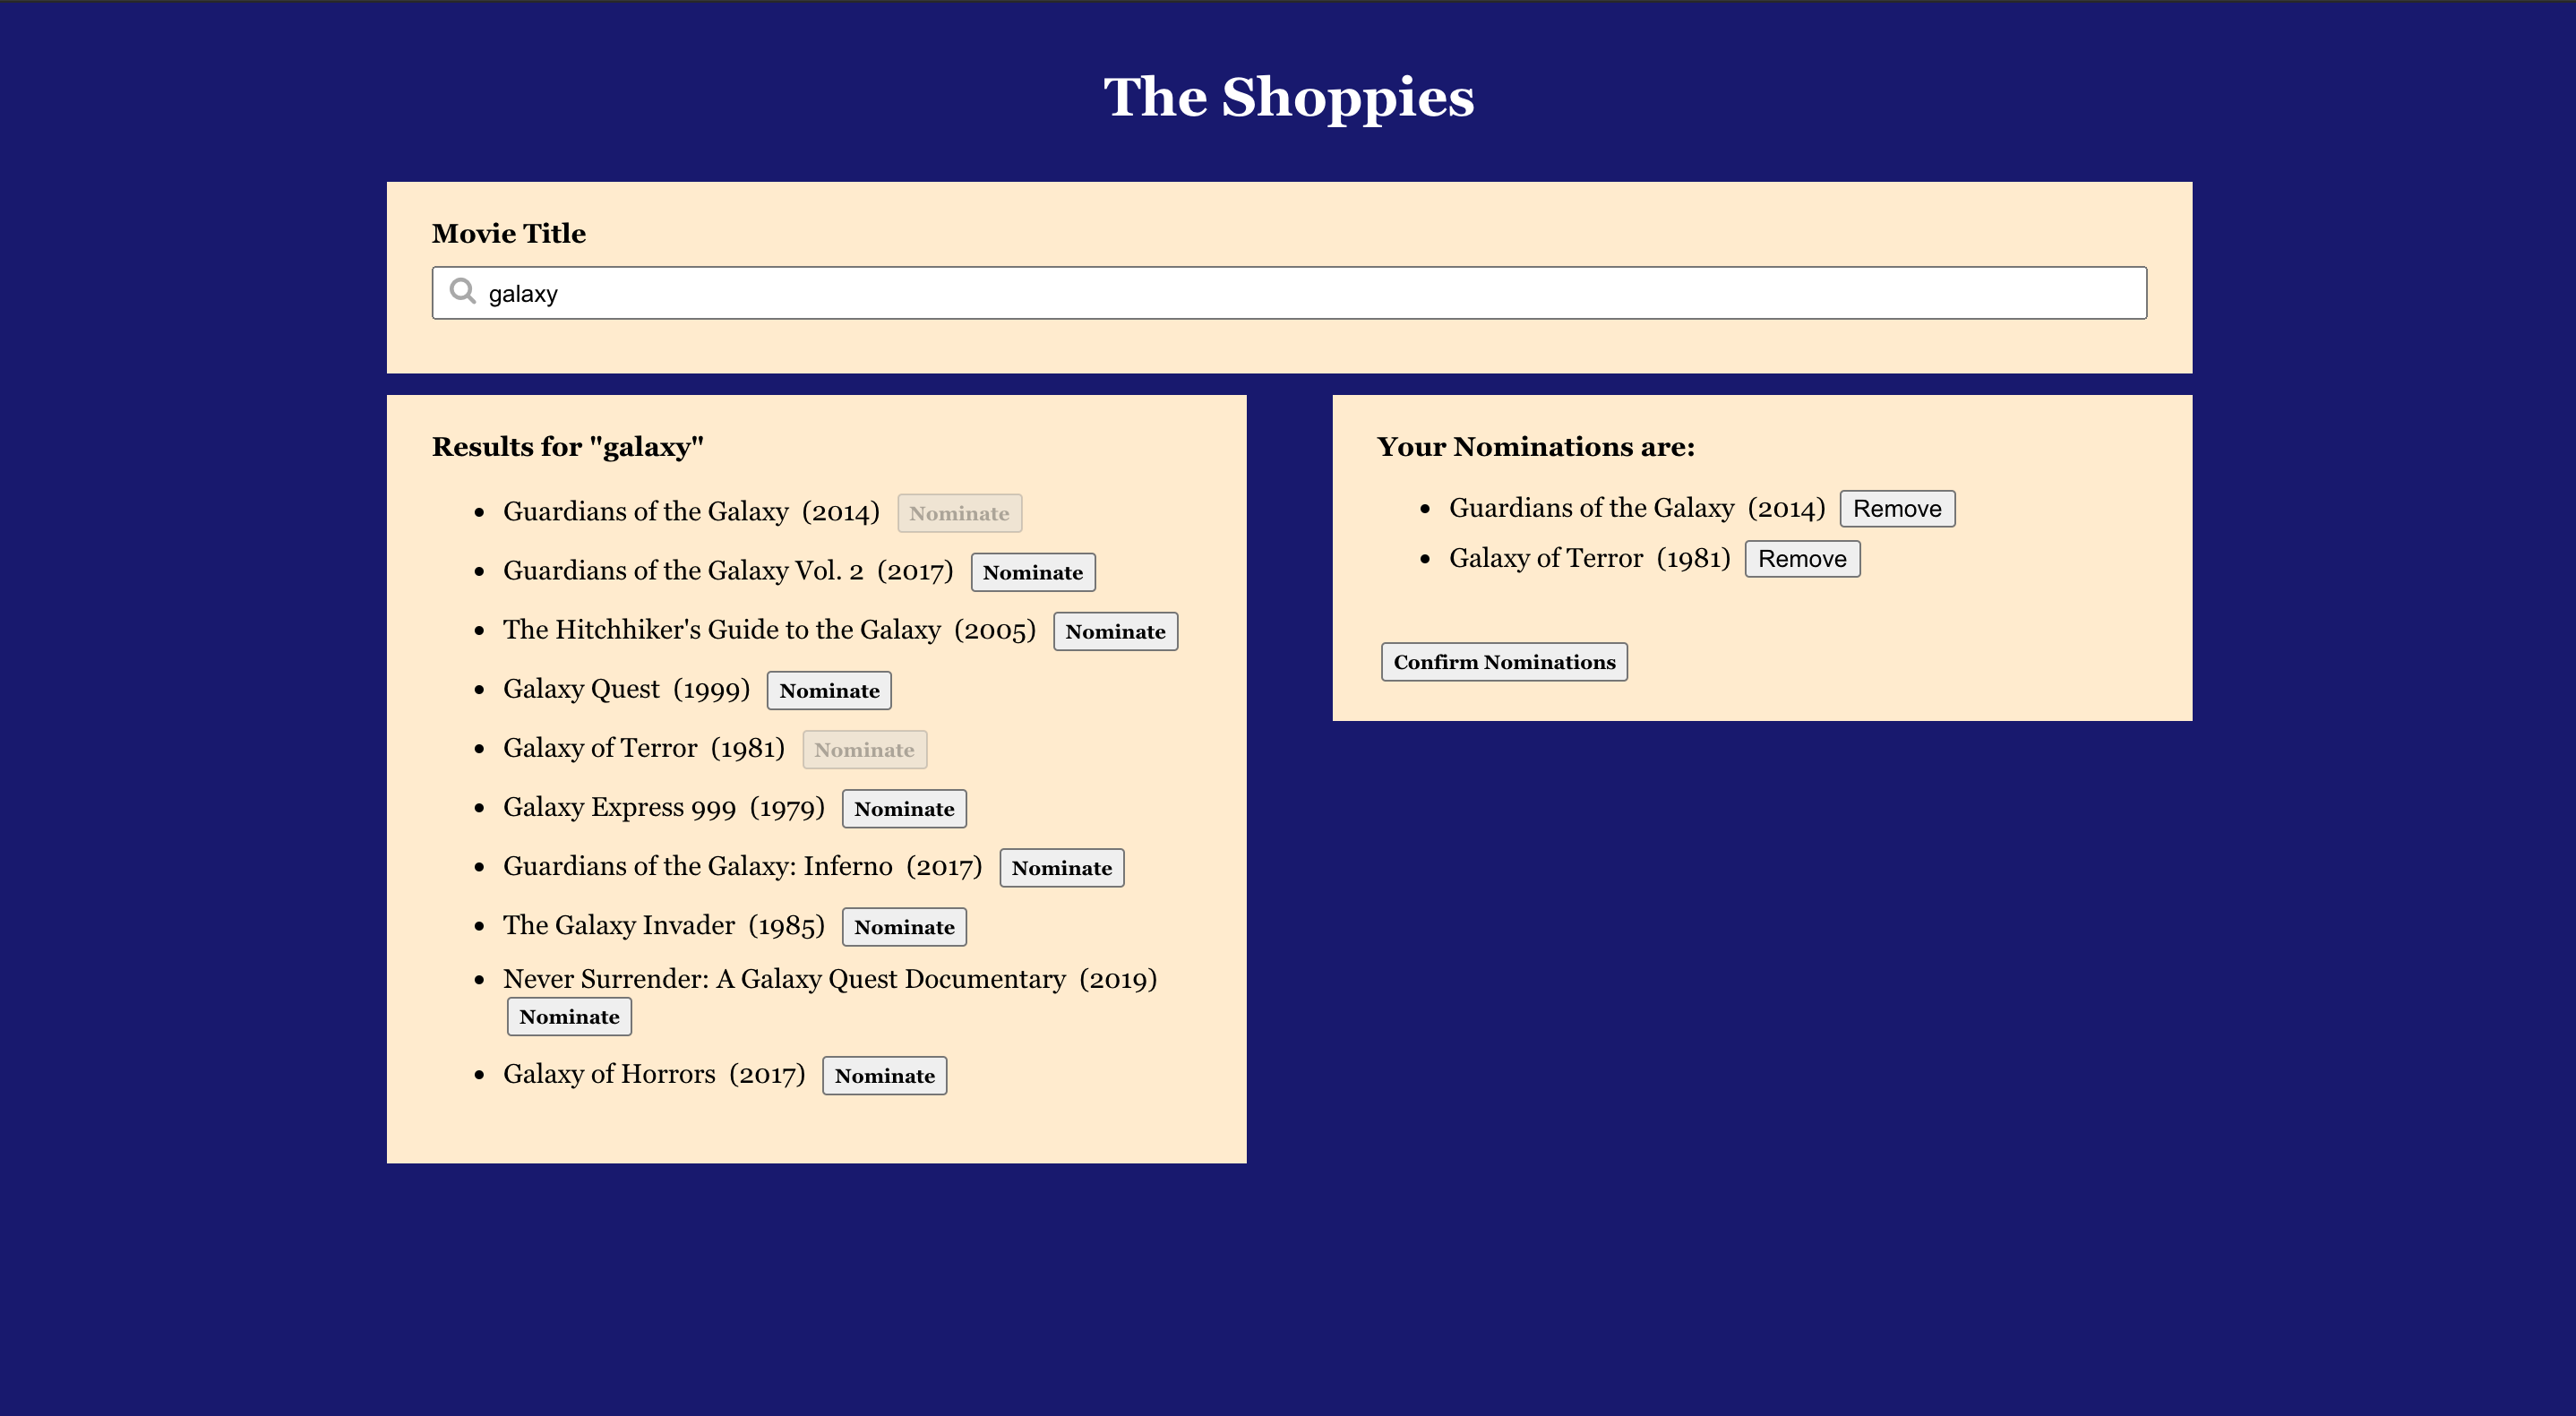 The Shoppies
Movie Title
galaxy
Results for "galaxy"
Guardians of the Galaxy (2014) Nominate
Guardians of the Galaxy Vol. 2 (2017) Nominate
The Hitchhiker's Guide to the Galaxy (2005) Nominate
Galaxy Quest (1999) Nominate
Galaxy of Terror (1981) Nominate
Galaxy Express 999 (1979) Nominate
Guardians of the Galaxy: Inferno (2017) Nominate
The Galaxy Invader (1985) Nominate
Never Surrender: A Galaxy Quest Documentary (2019)
Nominate
Galaxy of Horrors (2017) Nominate
Your Nominations are:
Guardians of the Galaxy (2014) Remove
Galaxy of Terror (1981) Remove
Confirm Nominations